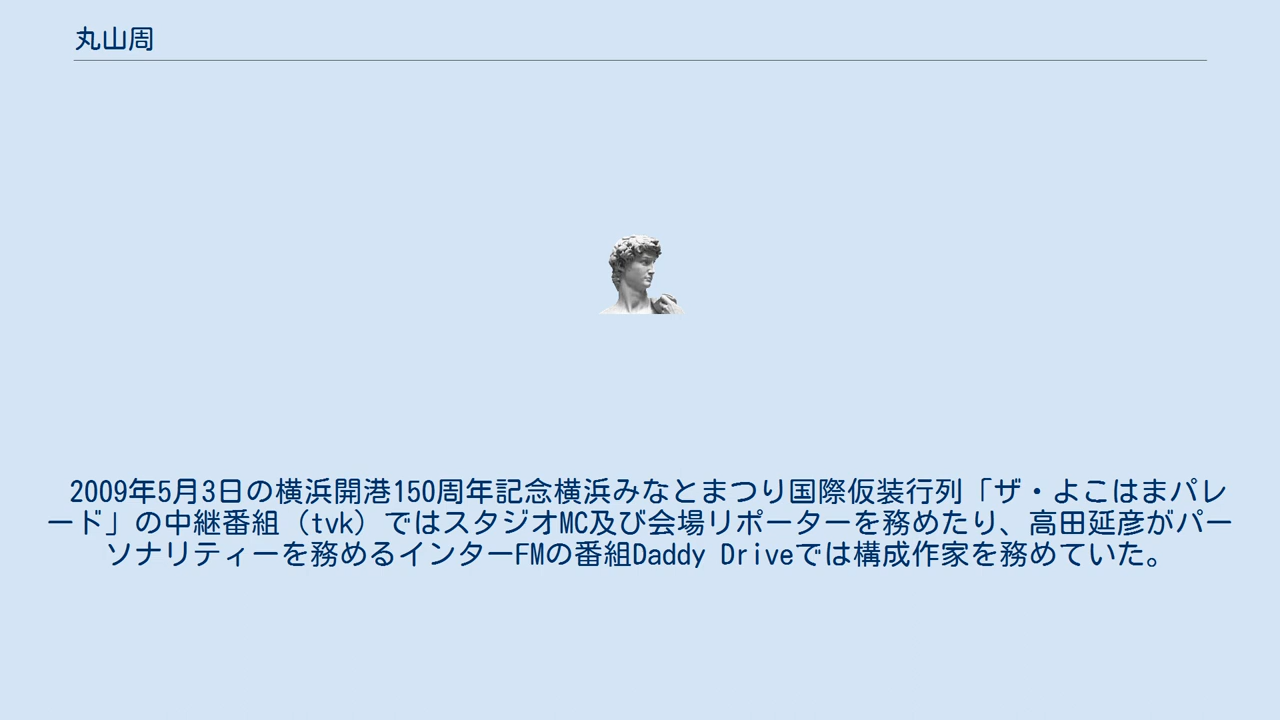 丸山周
2009年5月3日の横浜開港150周年記念横浜みなとまつり国際仮装行列「ザ・よこはまパレ
ード」の中継番組（tvk）ではスタジオMC及び会場リポーターを務めたり、高田延彦がパー
ソナリティーを務めるインターFMの番組Daddy Driveでは構成作家を務めていた。